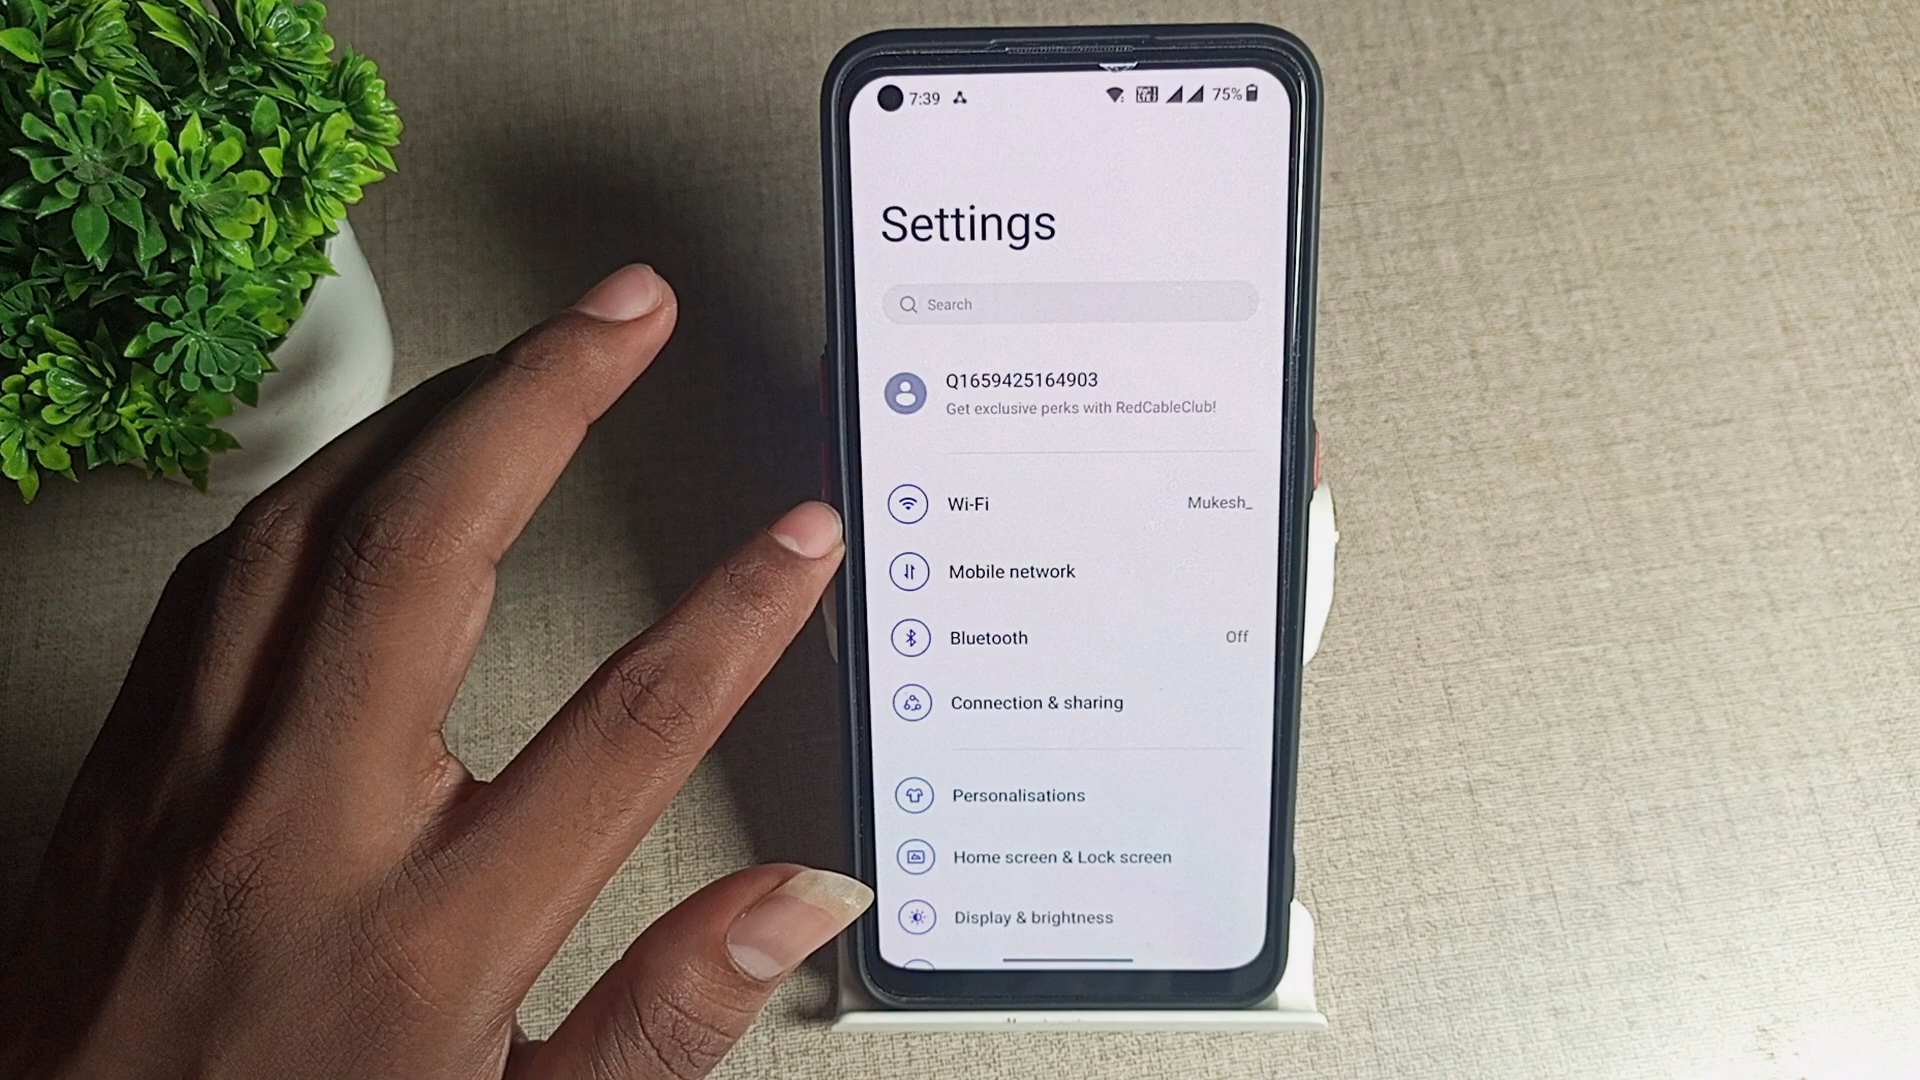 7:39 75%
Settings
Search
Q1659425164903
Get exclusive perks with RedCableClub!
Wi-Fi Mukesh_
Mobile network
Bluetooth Off
Connection & sharing
Personalisations
Home screen & Lock screen
Display & brightness